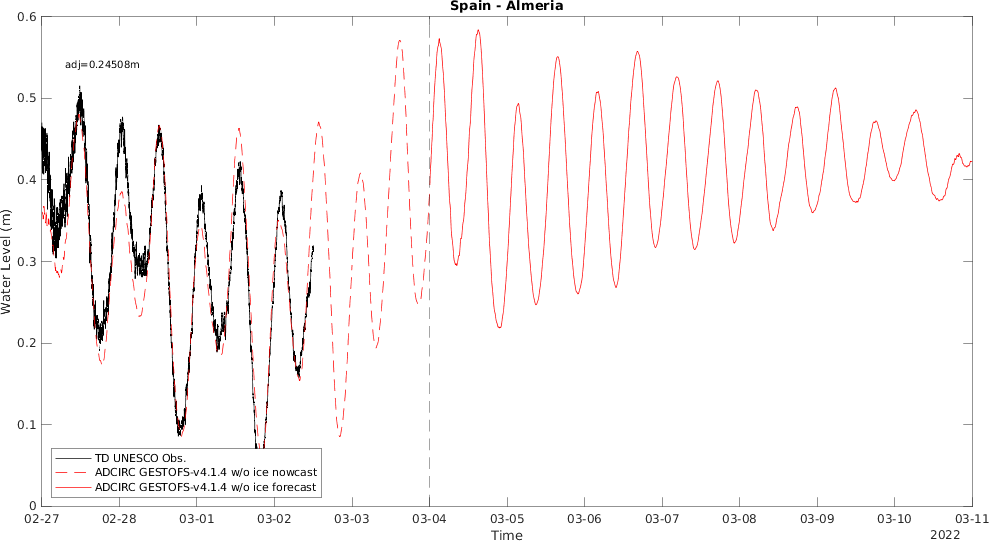 Spain - Almeria
adj=0.24508m
Water Level (m)
0.6
0.5
0.4
0.3
0.2
0.1
0
TD UNESCO Obs.
ADCIRC GESTOFS-v4.1.4 w/o ice nowcast
ADCIRC GESTOFS-v4.1.4 w/o ice forecast
02-27 02-28 03-01 03-02 03-03 03-04 03-05 03-06 03-07 03-08 03-09 03-10 03-11
Time
2022